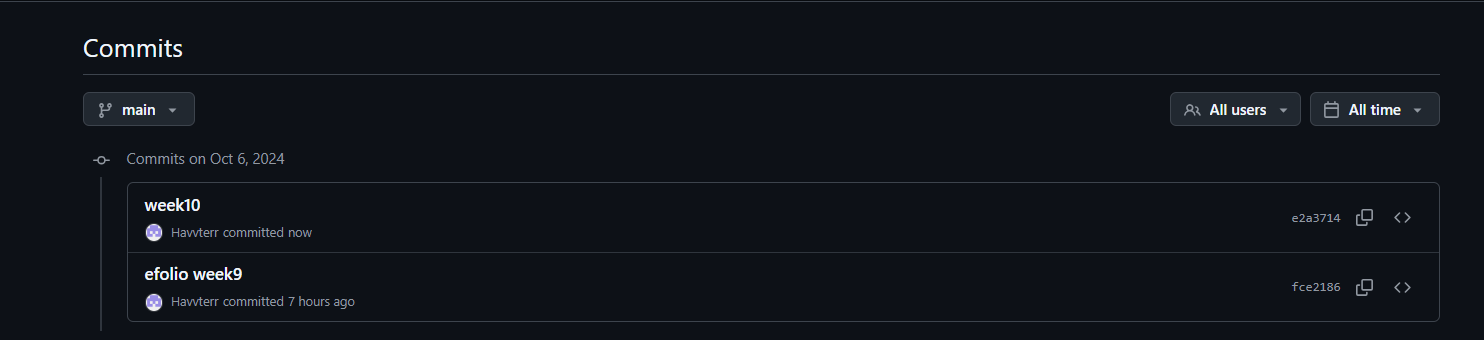 Commits
main
All users
All time
Commits on Oct 6, 2024
week10
e2a3714
Havvterr committed now
efolio week9
fce2186
Havvterr committed 7 hours ago